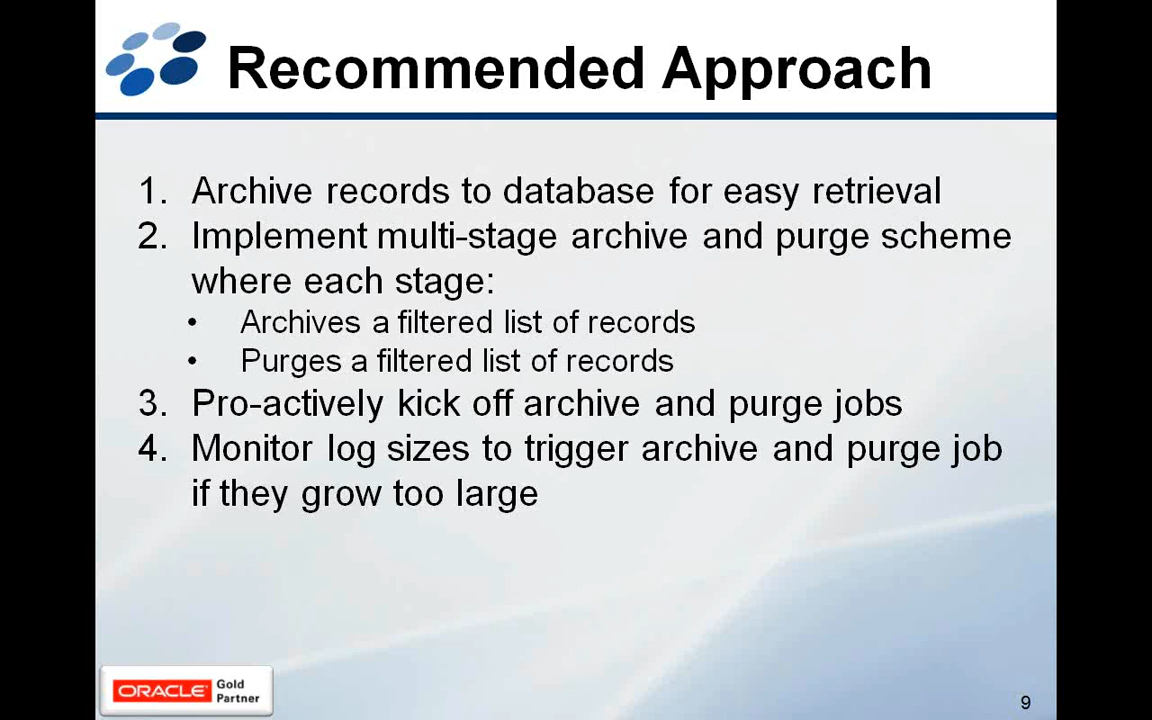 Recommended Approach
1. Archive records to database for easy retrieval
2. Implement multi-stage archive and purge scheme
where each stage:
• Archives a filtered list of records
• Purges a filtered list of records
3. Pro-actively kick off archive and purge jobs
4. Monitor log sizes to trigger archive and purge job
if they grow too large
ORACLE Gold
Partner
9